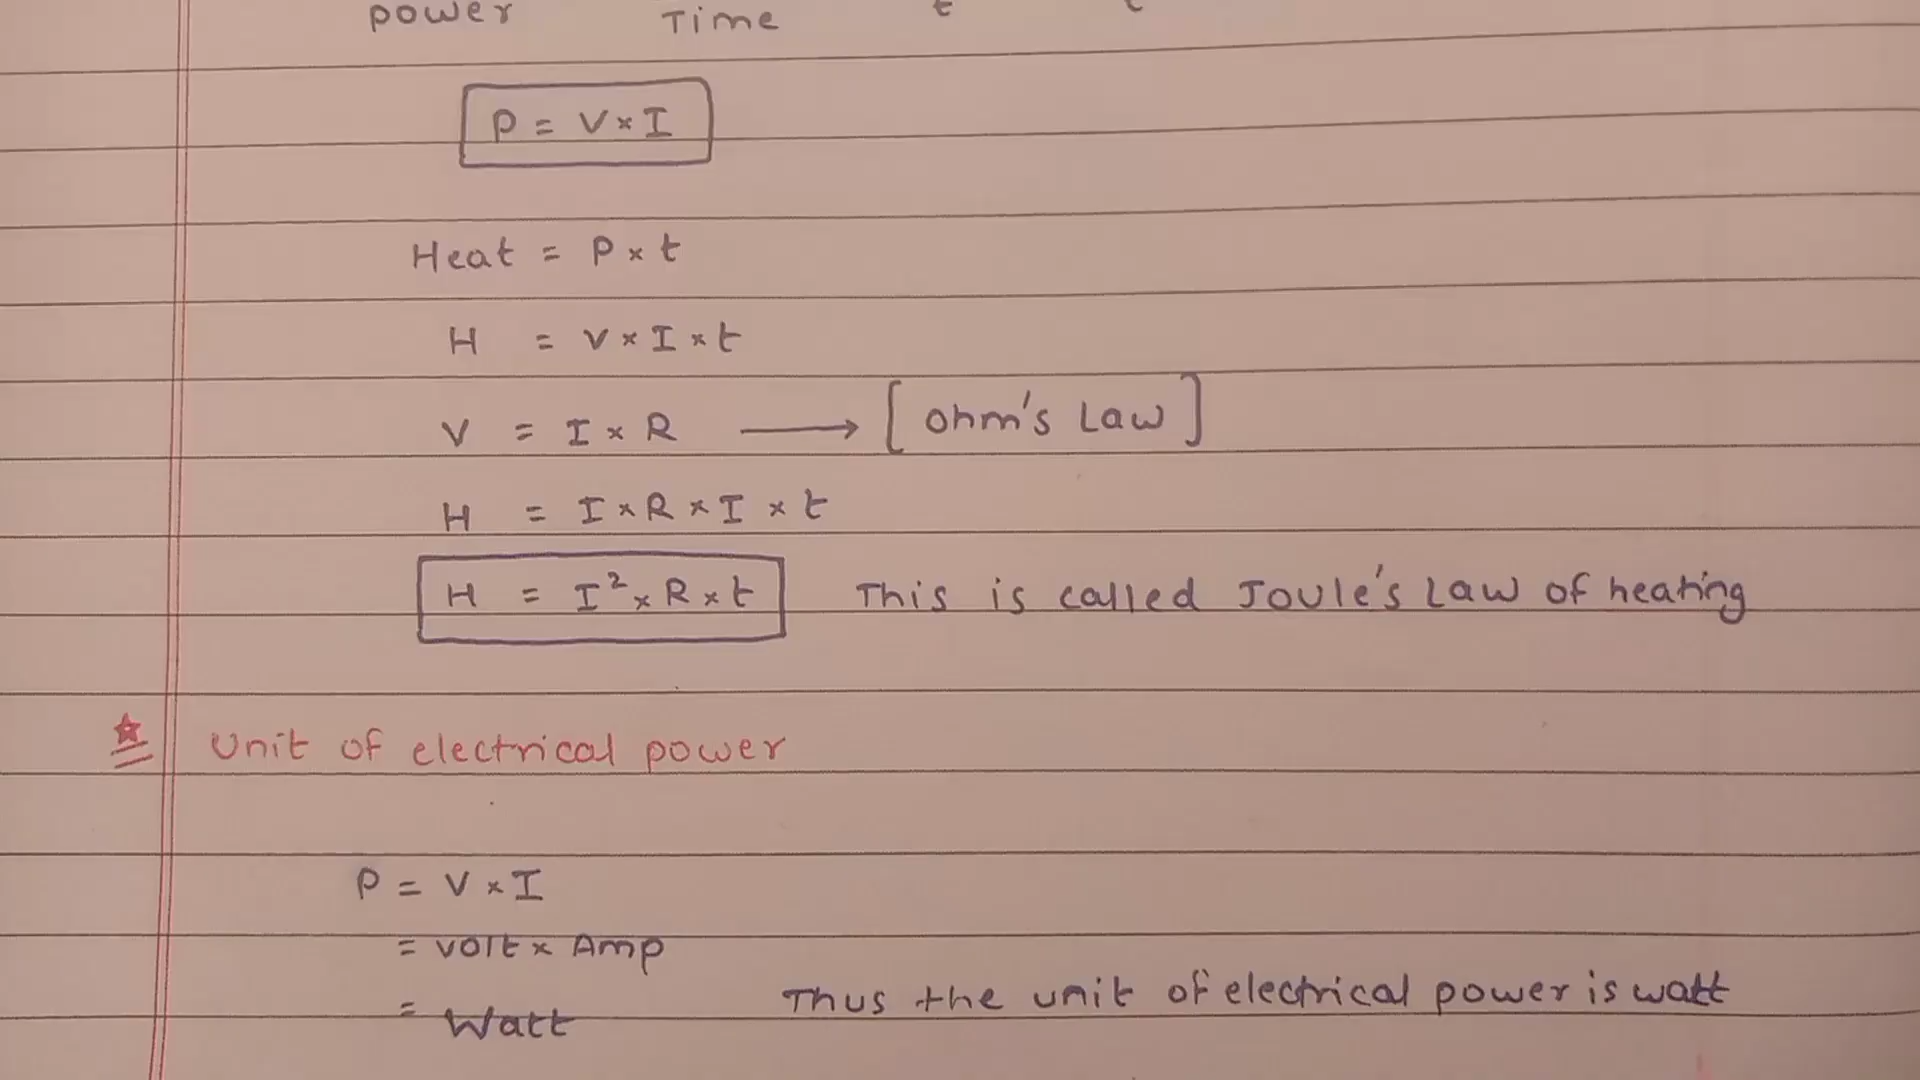 power Time t t
P = V × I
Heat = P × t
H = V × I × t
V = I × R → [ ohm's Law ]
H = I × R × I × t
H = I² × R × t This is called Joule's Law of heating
Unit of electrical power
P = V × I
= volt × Amp
= Watt Thus the unit of electrical power is watt